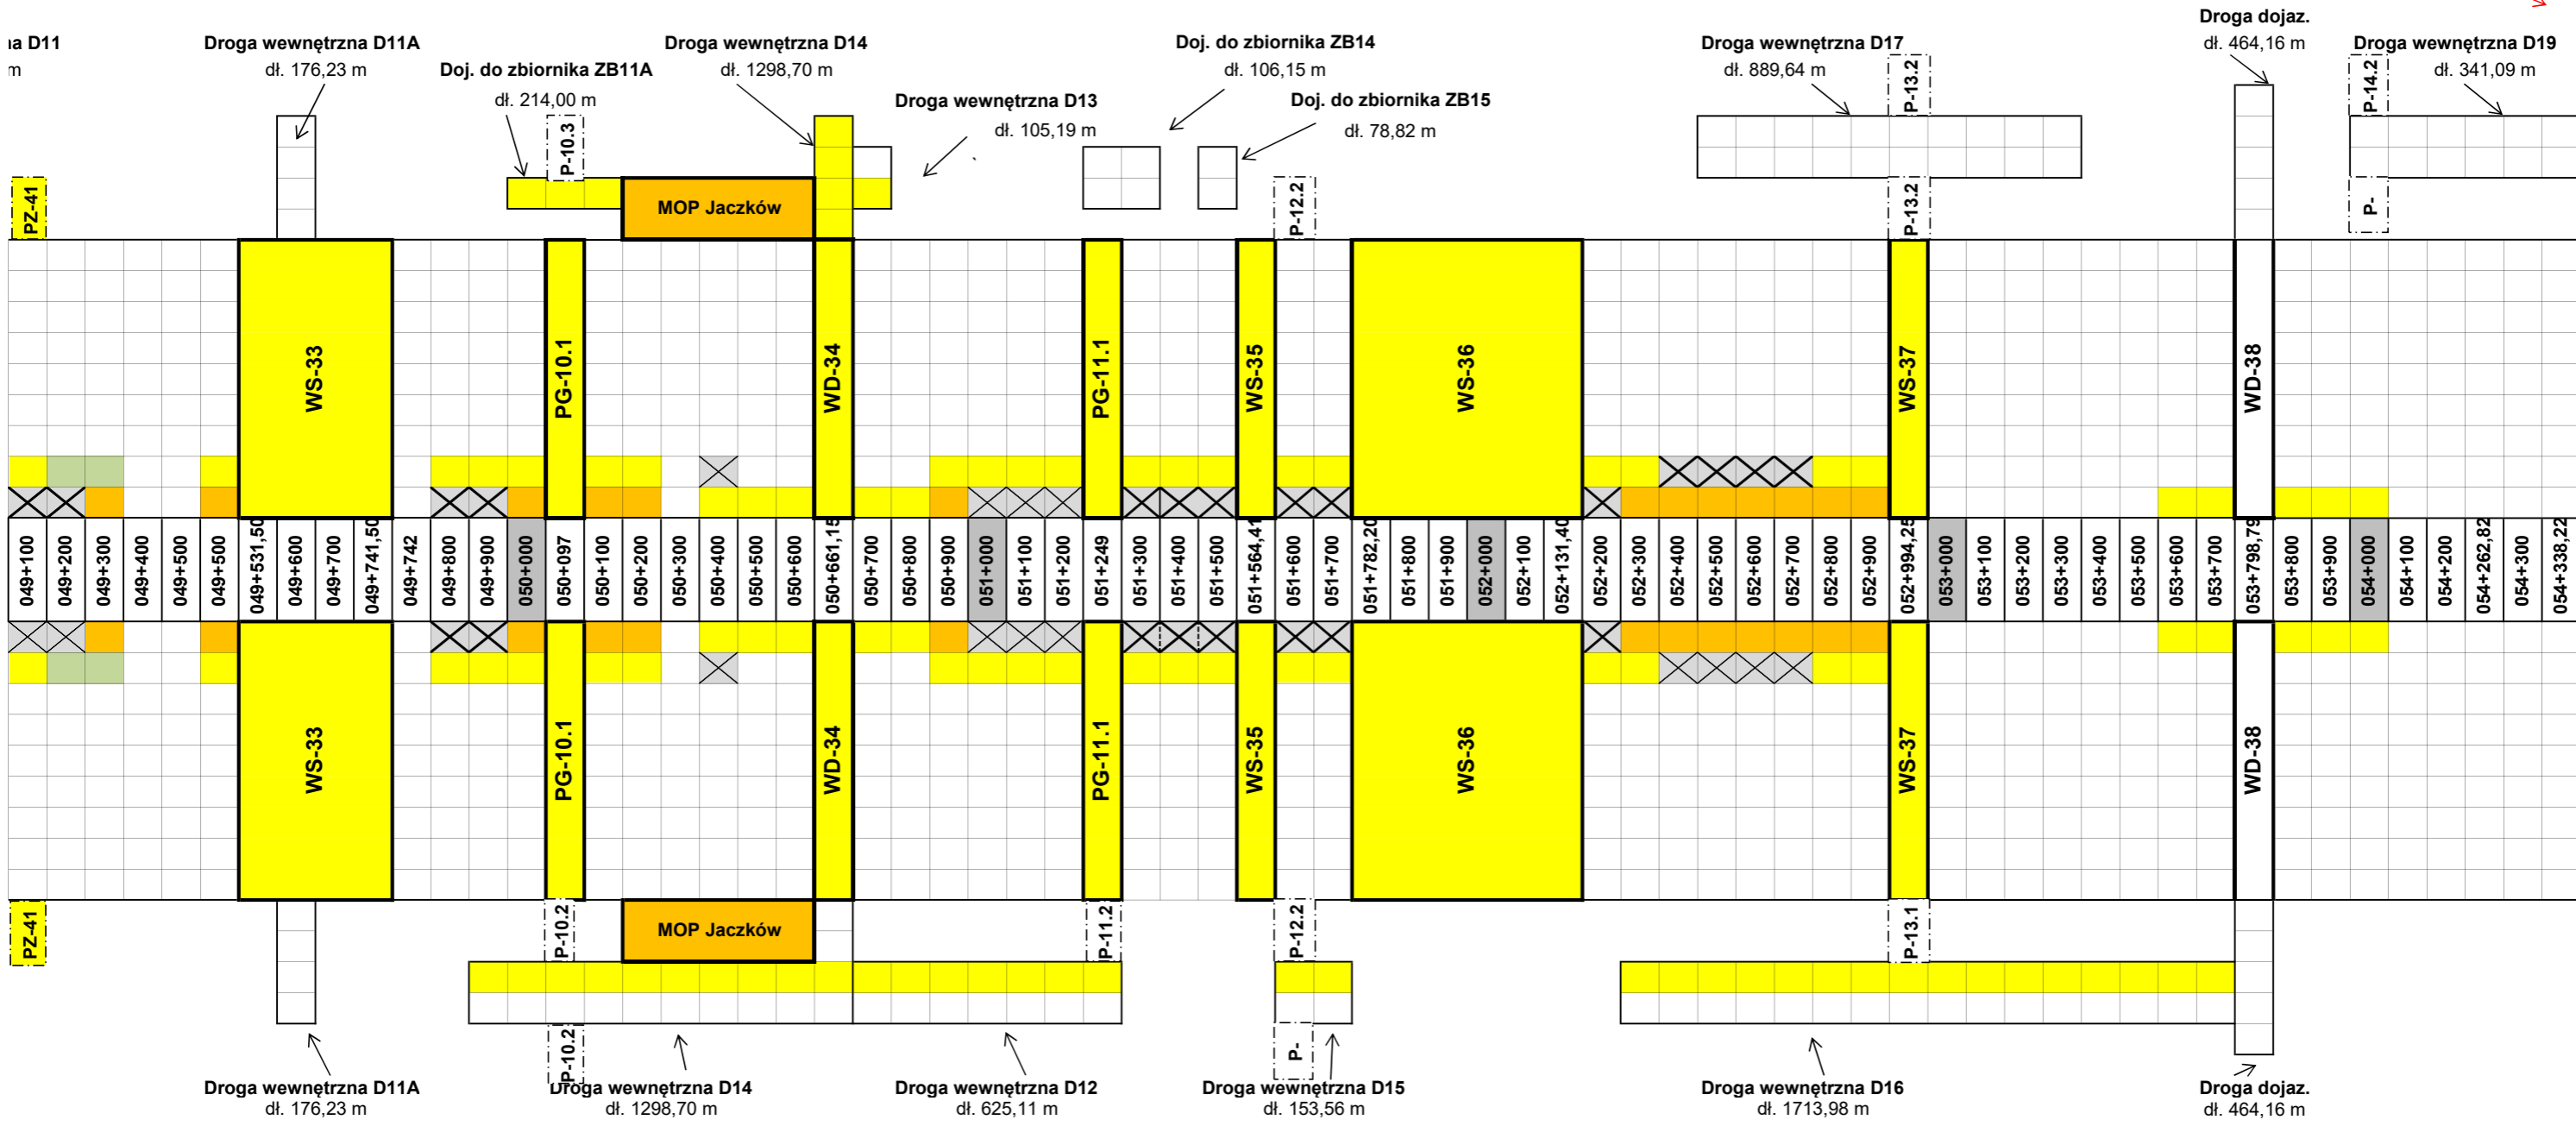 Droga dojaz.
dł. 464,16 m
na D11
m
Droga wewnętrzna D11A
dł. 176,23 m
Doj. do zbiornika ZB11A
dł. 214,00 m
Droga wewnętrzna D14
dł. 1298,70 m
Droga wewnętrzna D13
dł. 105,19 m
Doj. do zbiornika ZB14
dł. 106,15 m
Doj. do zbiornika ZB15
dł. 78,82 m
Droga wewnętrzna D17
dł. 889,64 m
Droga wewnętrzna D19
dł. 341,09 m
P-10.3
P-13.2
P-14.2
PZ-41
MOP Jaczków
P-12.2
P-13.2
P-
WS-33
PG-10.1
WD-34
PG-11.1
WS-35
WS-36
WS-37
WD-38
049+100
049+200
049+300
049+400
049+500
049+500
049+531,50
049+600
049+700
049+741,50
049+742
049+800
049+900
050+000
050+097
050+100
050+200
050+300
050+400
050+500
050+600
050+661,15
050+700
050+800
050+900
051+000
051+100
051+200
051+249
051+300
051+400
051+500
051+564,41
051+600
051+700
051+782,20
051+800
051+900
052+000
052+100
052+131,40
052+200
052+300
052+400
052+500
052+600
052+700
052+800
052+900
052+994,25
053+000
053+100
053+200
053+300
053+400
053+500
053+600
053+700
053+798,79
053+800
053+900
054+000
054+100
054+200
054+262,82
054+300
054+338,22
WS-33
PG-10.1
WD-34
PG-11.1
WS-35
WS-36
WS-37
WD-38
PZ-41
P-10.2
MOP Jaczków
P-11.2
P-12.2
P-13.1
P-10.2
P-
Droga wewnętrzna D11A
dł. 176,23 m
Droga wewnętrzna D14
dł. 1298,70 m
Droga wewnętrzna D12
dł. 625,11 m
Droga wewnętrzna D15
dł. 153,56 m
Droga wewnętrzna D16
dł. 1713,98 m
Droga dojaz.
dł. 464,16 m